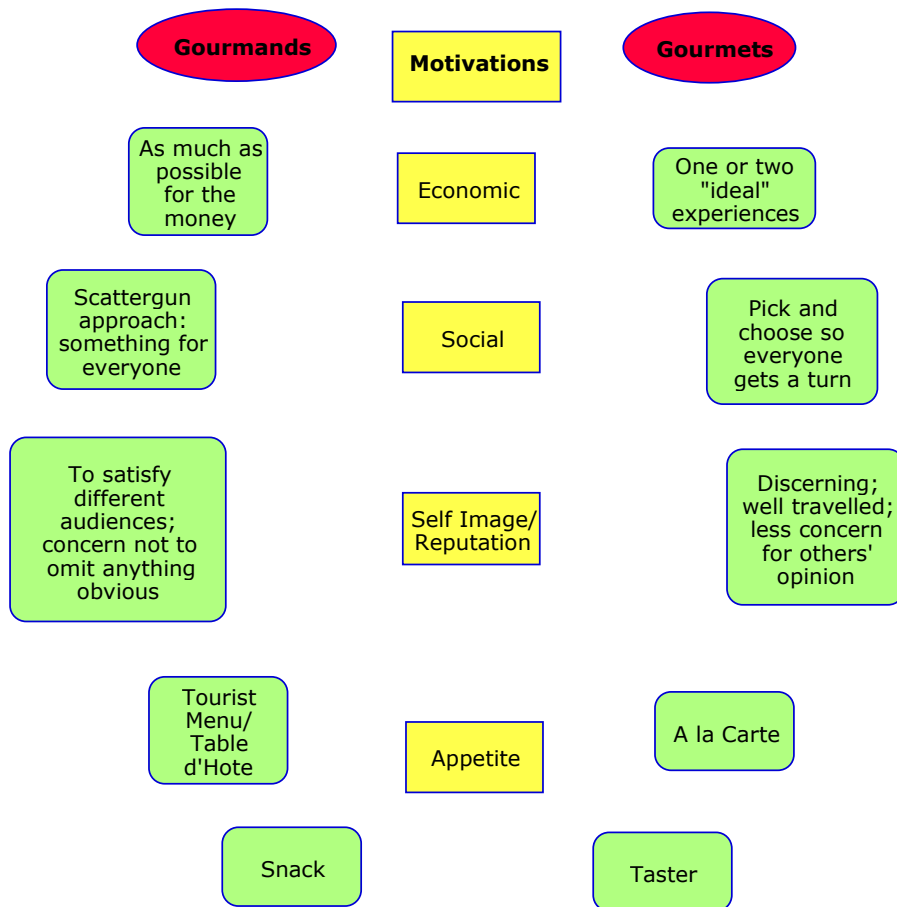 Gourmands
Motivations
Gourmets
As much as
possible
for the
money
Economic
One or two
"ideal"
experiences
Scattergun
approach:
something for
everyone
Social
Pick and
choose so
everyone
gets a turn
To satisfy
different
audiences;
concern not to
omit anything
obvious
Self Image/
Reputation
Discerning;
well travelled;
less concern
for others'
opinion
Tourist
Menu/
Table
d'Hote
Appetite
A la Carte
Snack
Taster